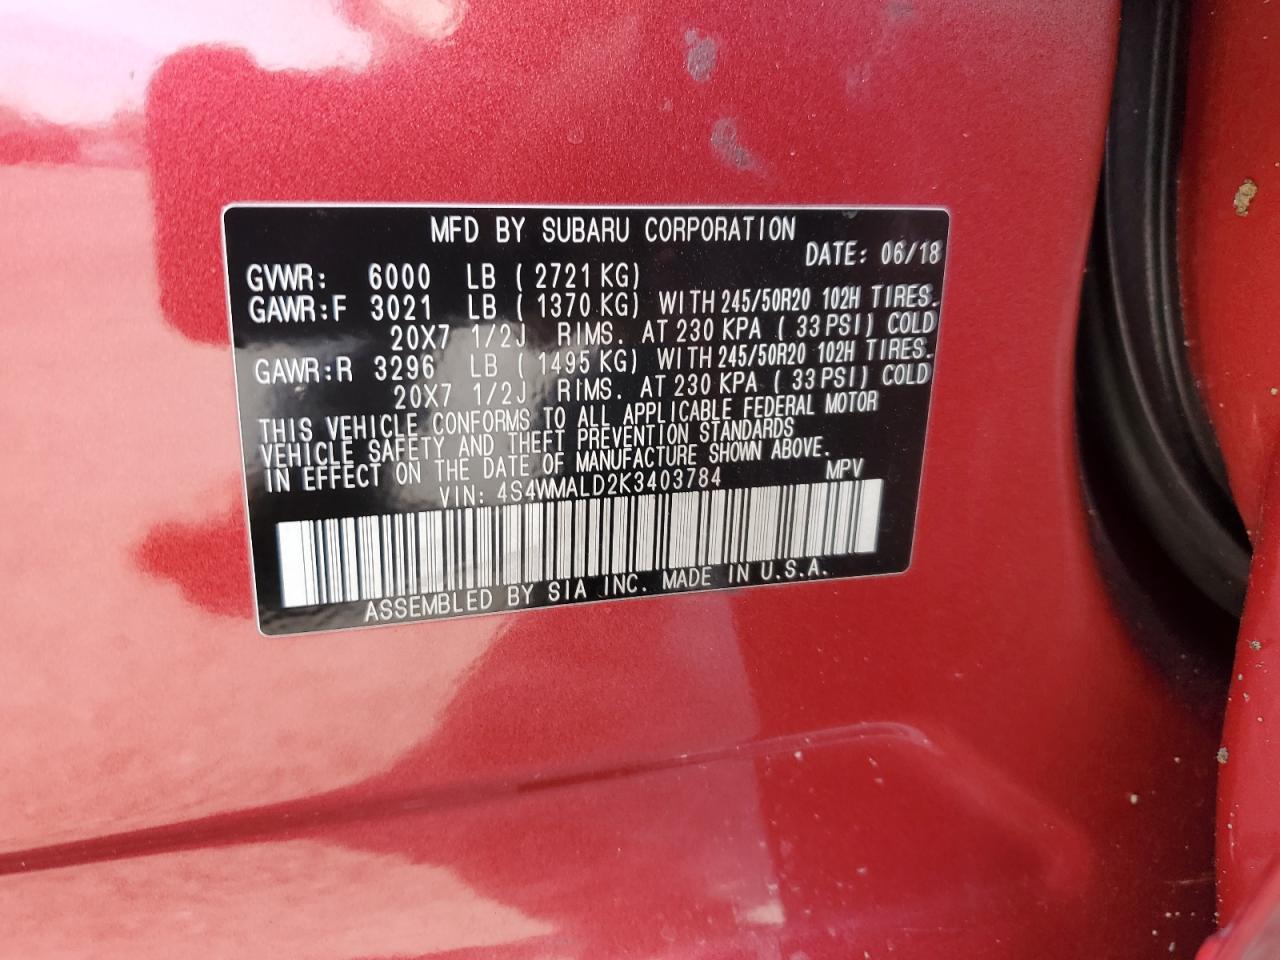 MFD BY SUBARU CORPORATION
DATE: 06/18
GVWR: 6000 LB ( 2721 KG)
GAWR:F 3021 LB ( 1370 KG) WITH 245/50R20 102H TIRES.
20X7 1/2J RIMS. AT 230 KPA ( 33 PSI) COLD
GAWR:R 3296 LB ( 1495 KG) WITH 245/50R20 102H TIRES.
20X7 1/2J RIMS. AT 230 KPA ( 33 PSI) COLD
THIS VEHICLE CONFORMS TO ALL APPLICABLE FEDERAL MOTOR
VEHICLE SAFETY AND THEFT PREVENTION STANDARDS
IN EFFECT ON THE DATE OF MANUFACTURE SHOWN ABOVE.
VIN: 4S4WMALD2K3403784 MPV
ASSEMBLED BY SIA INC. MADE IN U.S.A.